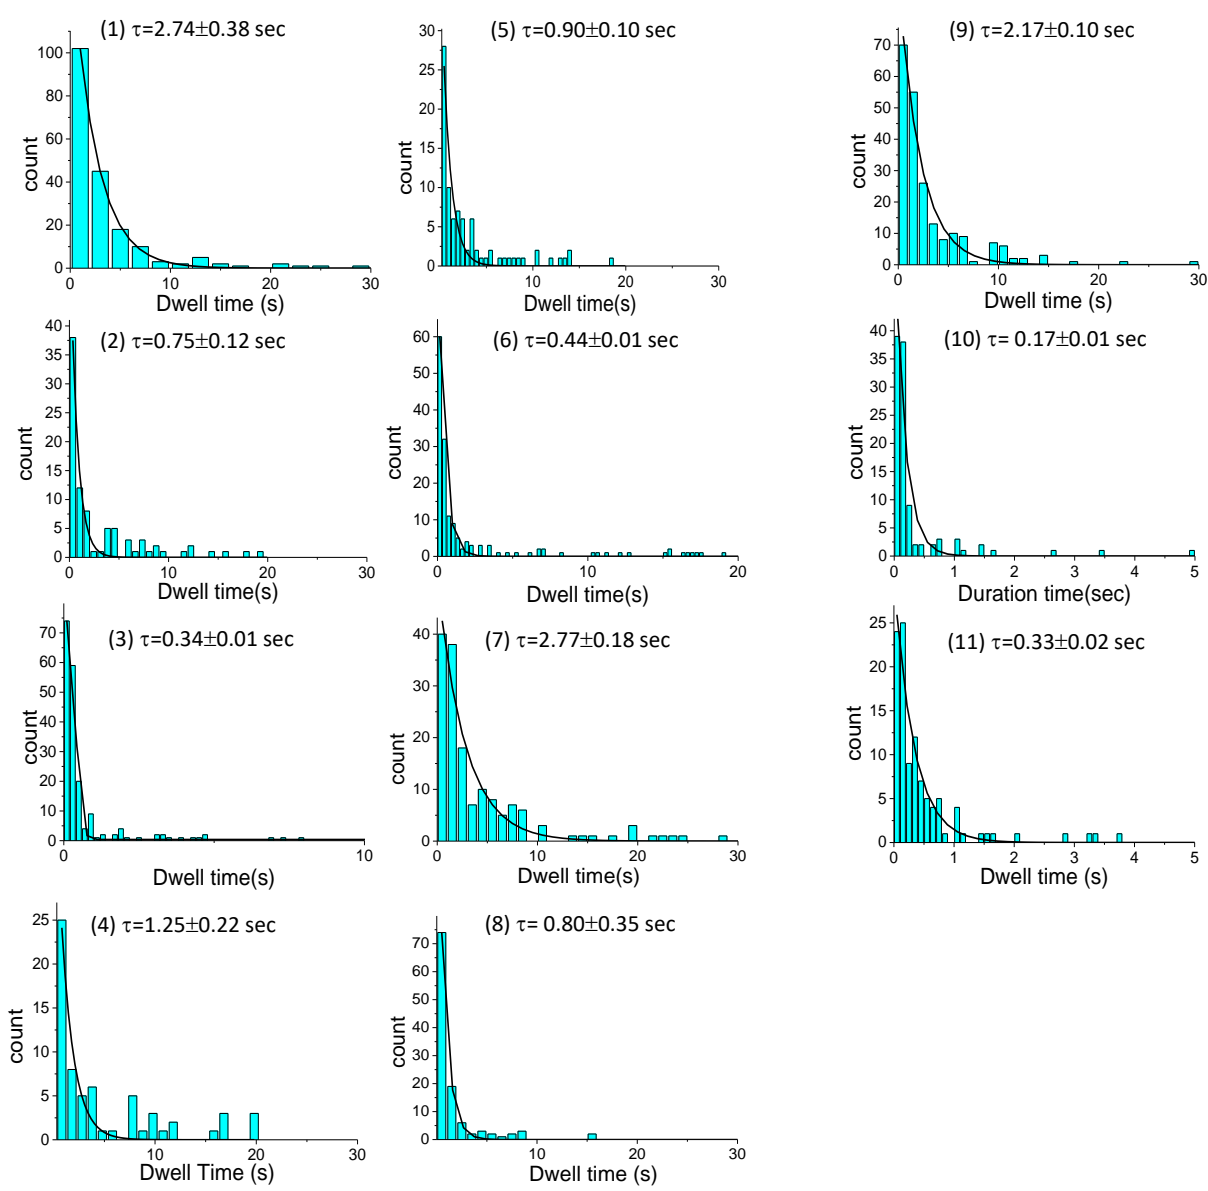 (1) τ=2.74±0.38 sec
100
80
60
40
20
0
count
0 10 20 30
Dwell time (s)
(2) τ=0.75±0.12 sec
40
35
30
25
20
15
10
5
0
count
0 10 20 30
Dwell time(s)
(3) τ=0.34±0.01 sec
70
60
50
40
30
20
10
0
count
0 10
Dwell time(s)
(4) τ=1.25±0.22 sec
25
20
15
10
5
0
count
10 20 30
Dwell Time (s)
(5) τ=0.90±0.10 sec
30
25
20
15
10
5
0
count
10 20 30
Dwell time (s)
(6) τ=0.44±0.01 sec
60
50
40
30
20
10
0
count
0 10 20
Dwell time(s)
(7) τ=2.77±0.18 sec
40
30
20
10
0
count
0 10 20 30
Dwell time(s)
(8) τ= 0.80±0.35 sec
70
60
50
40
30
20
10
0
count
10 20 30
Dwell time (s)
(9) τ=2.17±0.10 sec
70
60
50
40
30
20
10
0
count
0 10 20 30
Dwell time (s)
(10) τ= 0.17±0.01 sec
40
35
30
25
20
15
10
5
0
count
0 1 2 3 4 5
Duration time(sec)
(11) τ=0.33±0.02 sec
25
20
15
10
5
0
count
0 1 2 3 4 5
Dwell time (s)